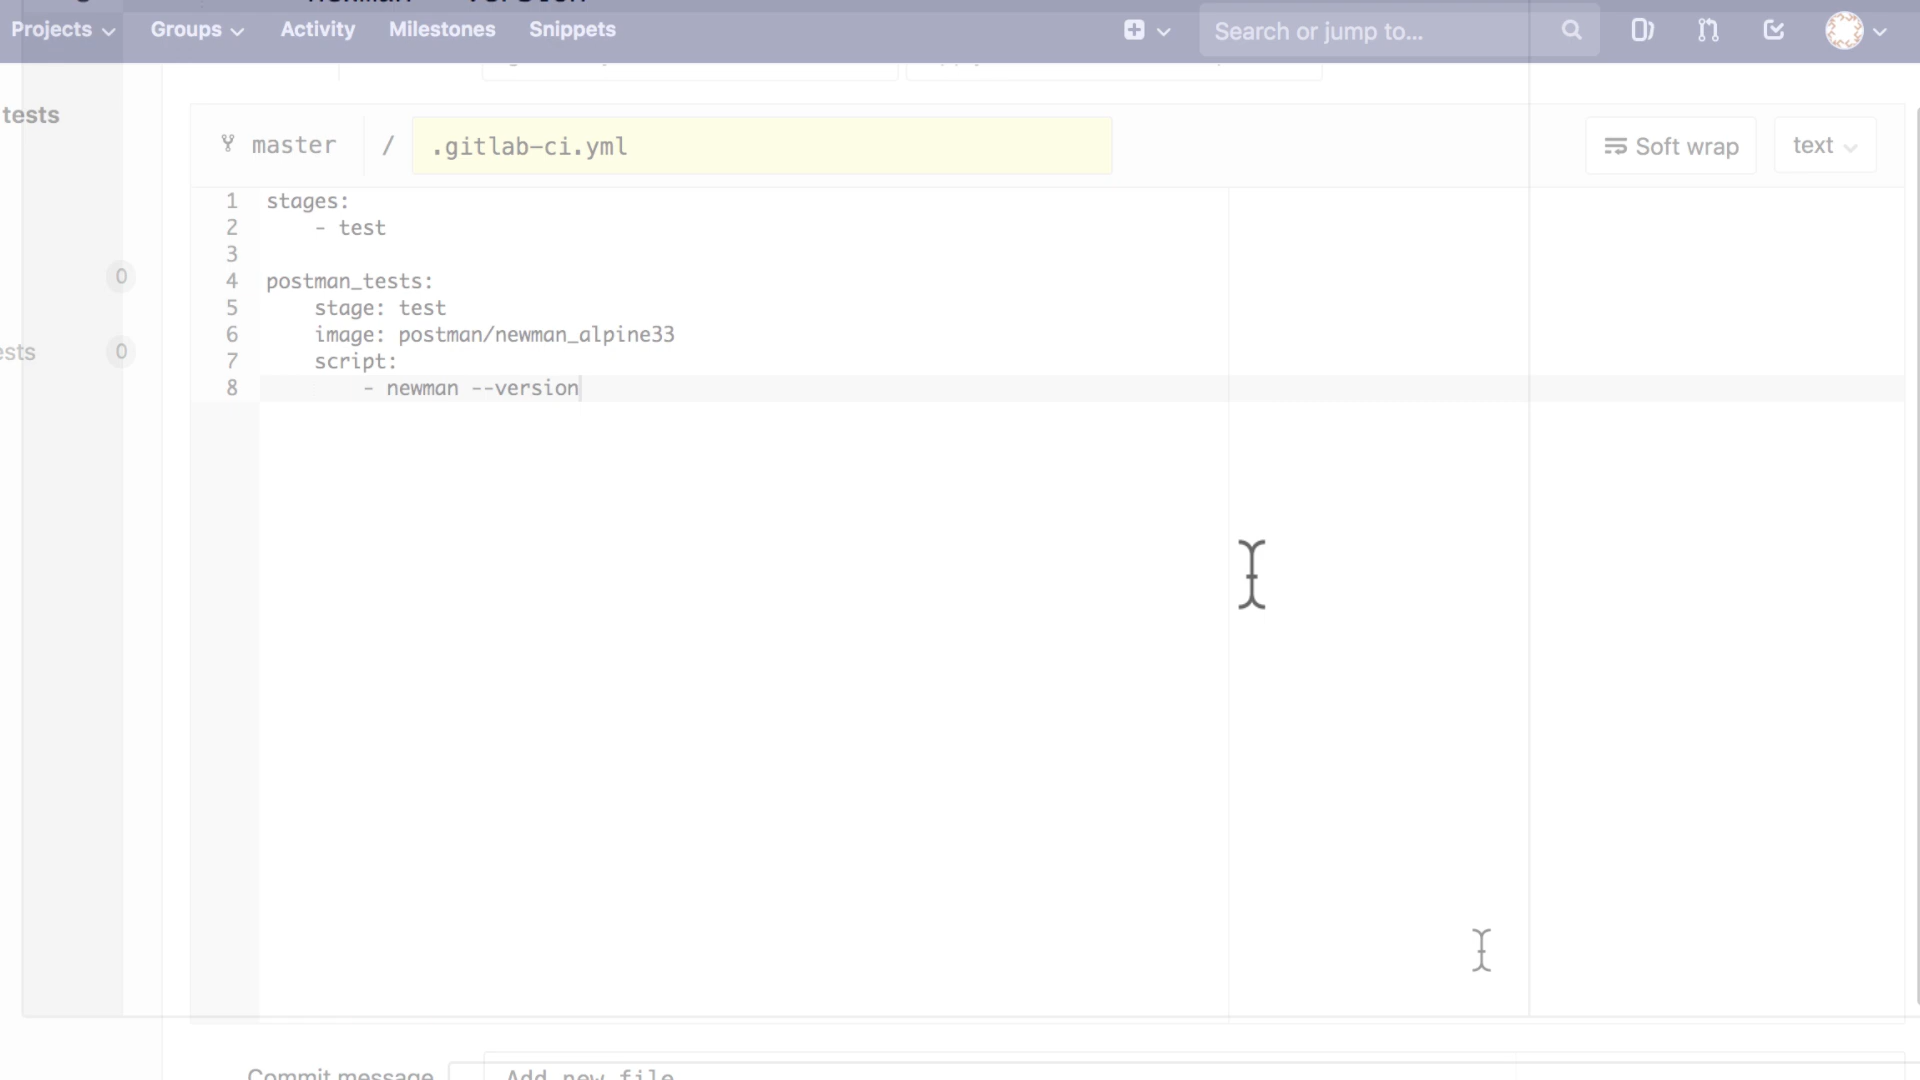 Projects Groups Activity Milestones Snippets Search or jump to...
tests
master / .gitlab-ci.yml Soft wrap text
1 stages:
2 - test
3
4 postman_tests:
5 stage: test
6 image: postman/newman_alpine33
7 script:
8 - newman --version
0
ests 0
Commit message Add new file